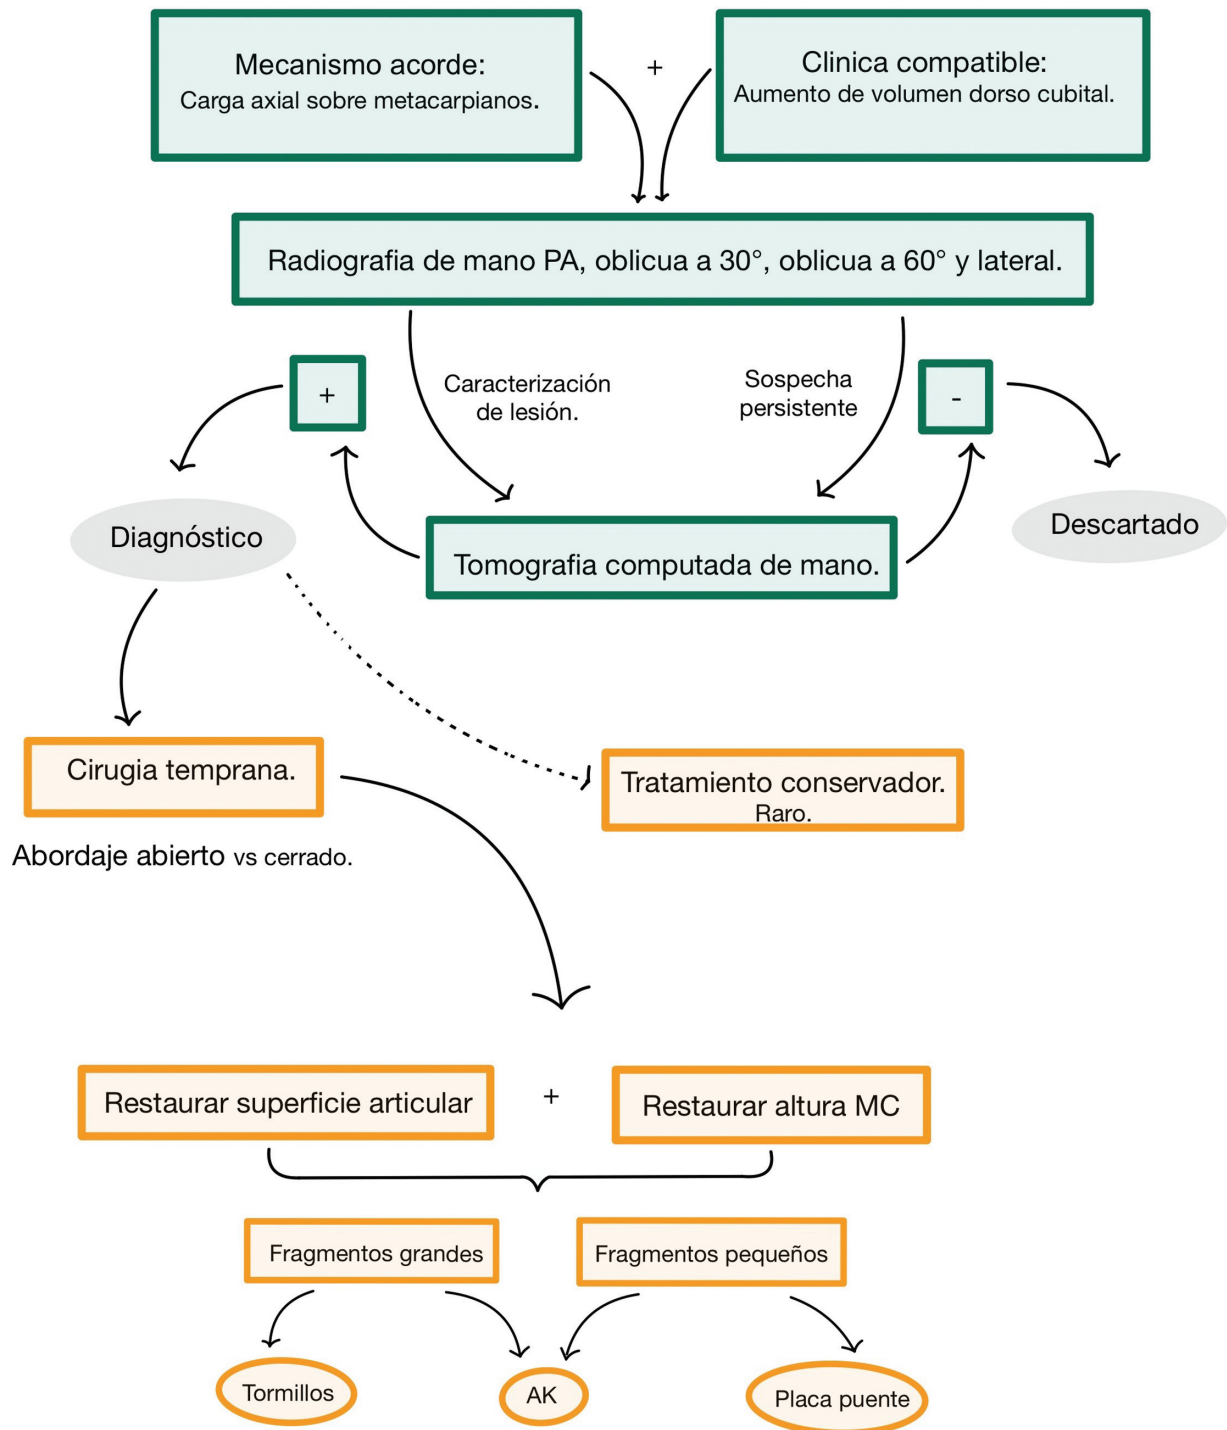 Mecanismo acorde:
Carga axial sobre metacarpianos.
+
Clinica compatible:
Aumento de volumen dorso cubital.
Radiografia de mano PA, oblicua a 30°, oblicua a 60° y lateral.
+
Caracterización
de lesión.
Sospecha
persistente
-
Diagnóstico
Tomografia computada de mano.
Descartado
Cirugia temprana.
Tratamiento conservador.
Raro.
Abordaje abierto vs cerrado.
Restaurar superficie articular
+
Restaurar altura MC
Fragmentos grandes
Fragmentos pequeños
Tormillos
AK
Placa puente